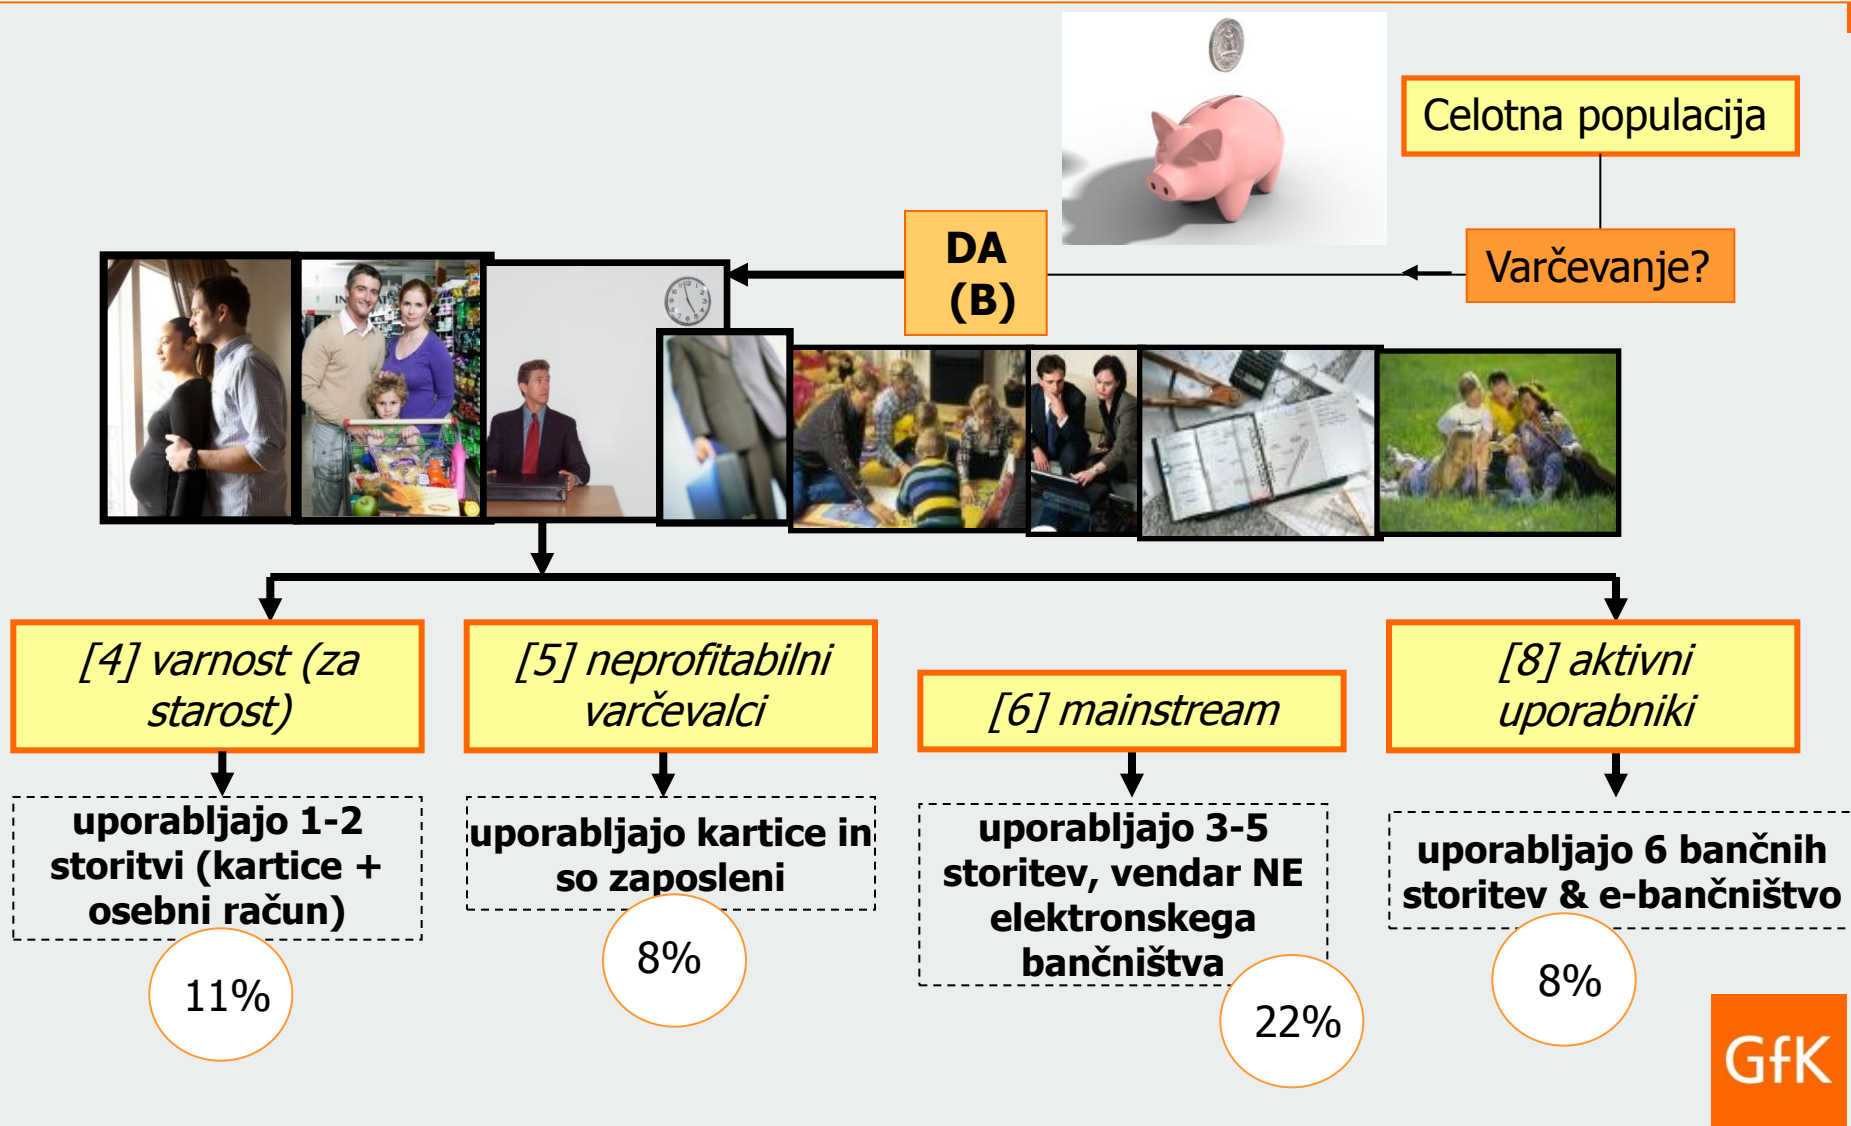 Celotna populacija
Varčevanje?
DA
(B)
[4] varnost (za
starost)
[5] neprofitabilni
varčevalci
[6] mainstream
[8] aktivni
uporabniki
uporabljajo 1-2
storitvi (kartice +
osebni račun)
uporabljajo kartice in
so zaposleni
uporabljajo 3-5
storitev, vendar NE
elektronskega
bančništva
uporabljajo 6 bančnih
storitev & e-bančništvo
11%
8%
22%
8%
GfK